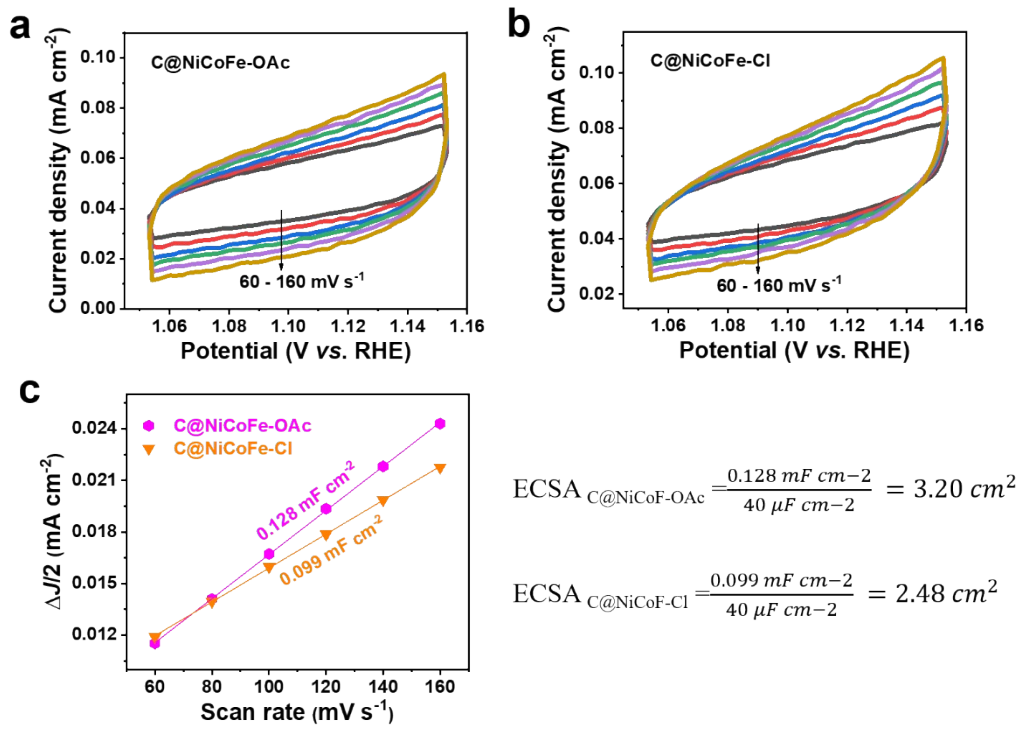 a
C@NiCoFe-OAc
Current density (mA cm-2)
0.10
0.08
0.06
0.04
0.02
0.00
60 - 160 mV s-1
1.06 1.08 1.10 1.12 1.14 1.16
Potential (V vs. RHE)
b
C@NiCoFe-Cl
Current density (mA cm-2)
0.10
0.08
0.06
0.04
0.02
60 - 160 mV s-1
1.06 1.08 1.10 1.12 1.14 1.16
Potential (V vs. RHE)
c
C@NiCoFe-OAc
C@NiCoFe-Cl
ΔJ/2 (mA cm-2)
0.024
0.021
0.018
0.015
0.012
0.128 mF cm-2
0.099 mF cm-2
60 80 100 120 140 160
Scan rate (mV s-1)
ECSA C@NiCoF-OAc = 0.128 mF cm−2 / 40 μF cm−2 = 3.20 cm2
ECSA C@NiCoF-Cl = 0.099 mF cm−2 / 40 μF cm−2 = 2.48 cm2